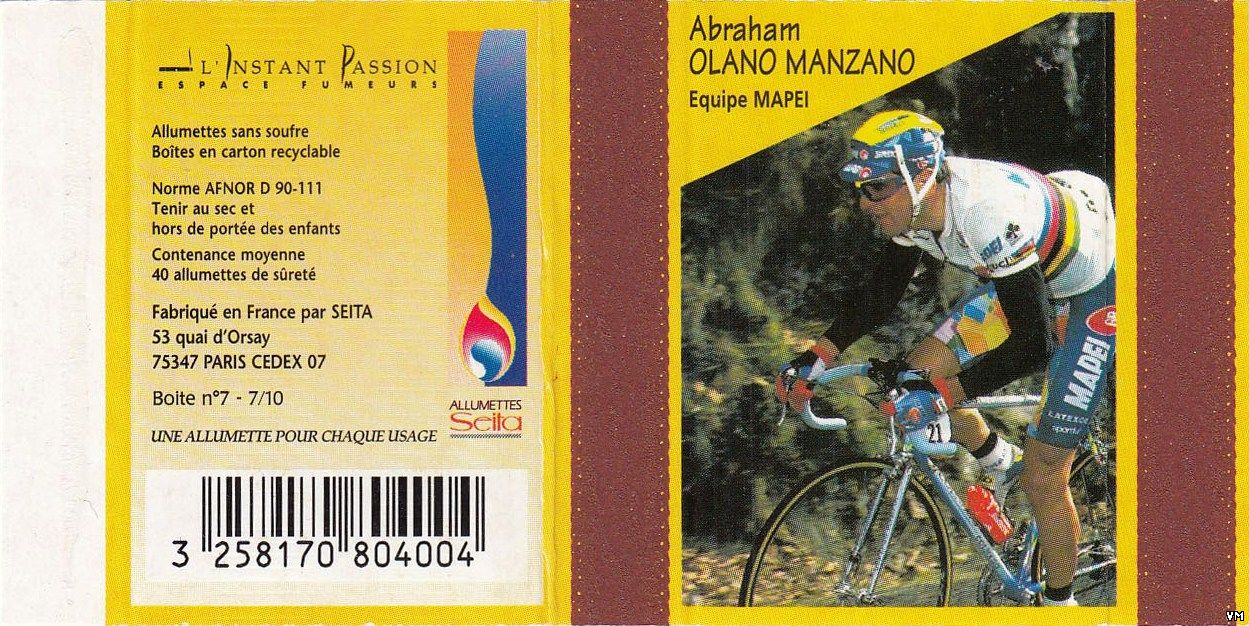 L'INSTANT PASSION
ESPACE FUMEURS
Allumettes sans soufre
Boîtes en carton recyclable
Norme AFNOR D 90-111
Tenir au sec et
hors de portée des enfants
Contenance moyenne
40 allumettes de sûreté
Fabriqué en France par SEITA
53 quai d'Orsay
75347 PARIS CEDEX 07
Boite n°7 - 7/10
UNE ALLUMETTE POUR CHAQUE USAGE
ALLUMETTES
Seita
3 258170 804004
Abraham
OLANO MANZANO
Equipe MAPEI
MAPEI
LATEXCO
sportful
21
VM